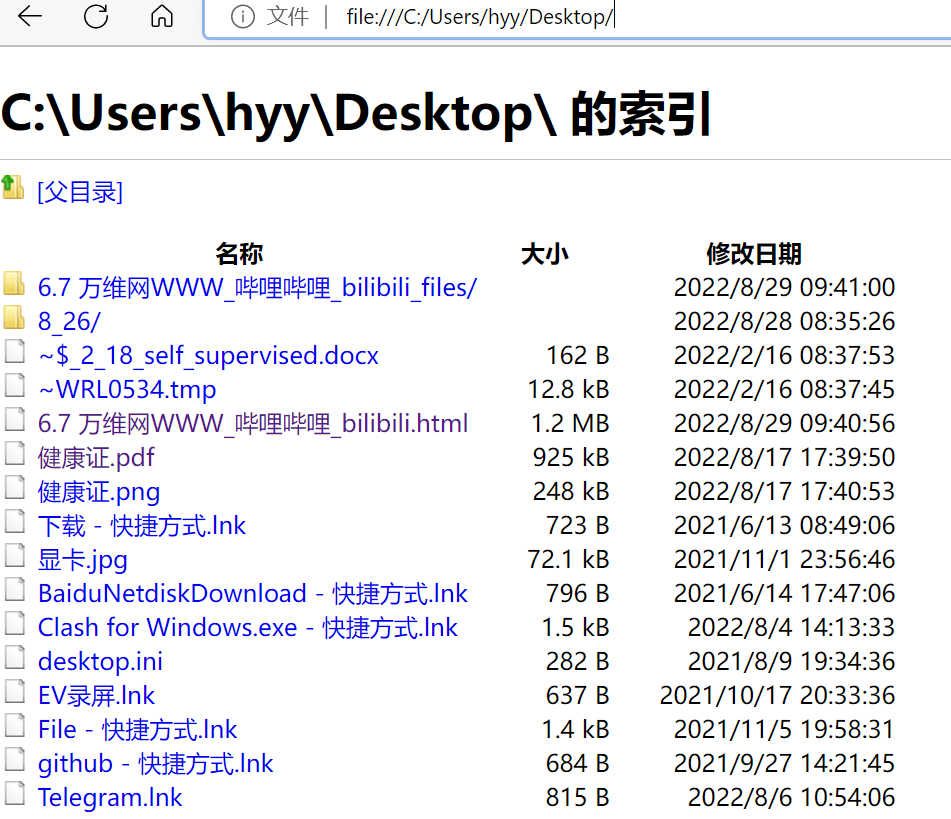 文件 | file:///C:/Users/hyy/Desktop/
C:\Users\hyy\Desktop\ 的索引
[父目录]
名称 大小 修改日期
6.7 万维网WWW_哔哩哔哩_bilibili_files/ 2022/8/29 09:41:00
8_26/ 2022/8/28 08:35:26
~$_2_18_self_supervised.docx 162 B 2022/2/16 08:37:53
~WRL0534.tmp 12.8 kB 2022/2/16 08:37:45
6.7 万维网WWW_哔哩哔哩_bilibili.html 1.2 MB 2022/8/29 09:40:56
健康证.pdf 925 kB 2022/8/17 17:39:50
健康证.png 248 kB 2022/8/17 17:40:53
下载 - 快捷方式.lnk 723 B 2021/6/13 08:49:06
显卡.jpg 72.1 kB 2021/11/1 23:56:46
BaiduNetdiskDownload - 快捷方式.lnk 796 B 2021/6/14 17:47:06
Clash for Windows.exe - 快捷方式.lnk 1.5 kB 2022/8/4 14:13:33
desktop.ini 282 B 2021/8/9 19:34:36
EV录屏.lnk 637 B 2021/10/17 20:33:36
File - 快捷方式.lnk 1.4 kB 2021/11/5 19:58:31
github - 快捷方式.lnk 684 B 2021/9/27 14:21:45
Telegram.lnk 815 B 2022/8/6 10:54:06